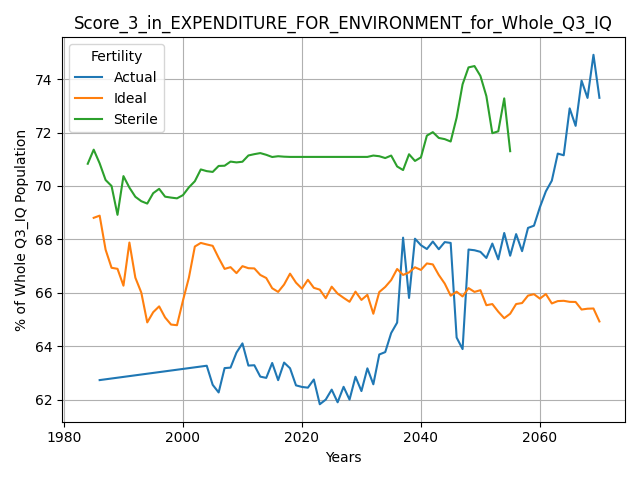 Score_3_in_EXPENDITURE_FOR_ENVIRONMENT_for_Whole_Q3_IQ
Fertility
Actual
Ideal
Sterile
% of Whole Q3_IQ Population
74
72
70
68
66
64
62
1980
2000
2020
2040
2060
Years